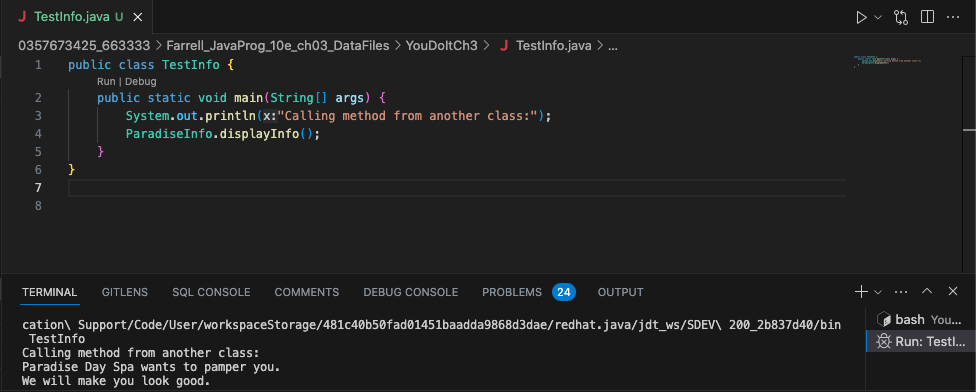 TestInfo.java U
0357673425_663333 > Farrell_JavaProg_10e_ch03_DataFiles > YouDoItCh3 > TestInfo.java > ...
1 public class TestInfo {
Run | Debug
2 public static void main(String[] args) {
3 System.out.println(x:"Calling method from another class:");
4 ParadiseInfo.displayInfo();
5 }
6 }
7
8
TERMINAL GITLENS SQL CONSOLE COMMENTS DEBUG CONSOLE PROBLEMS 24 OUTPUT
cation\ Support/Code/User/workspaceStorage/481c40b50fad01451baadda9868d3dae/redhat.java/jdt_ws/SDEV\ 200_2b837d40/bin
TestInfo
Calling method from another class:
Paradise Day Spa wants to pamper you.
We will make you look good.
bash You...
Run: TestI...